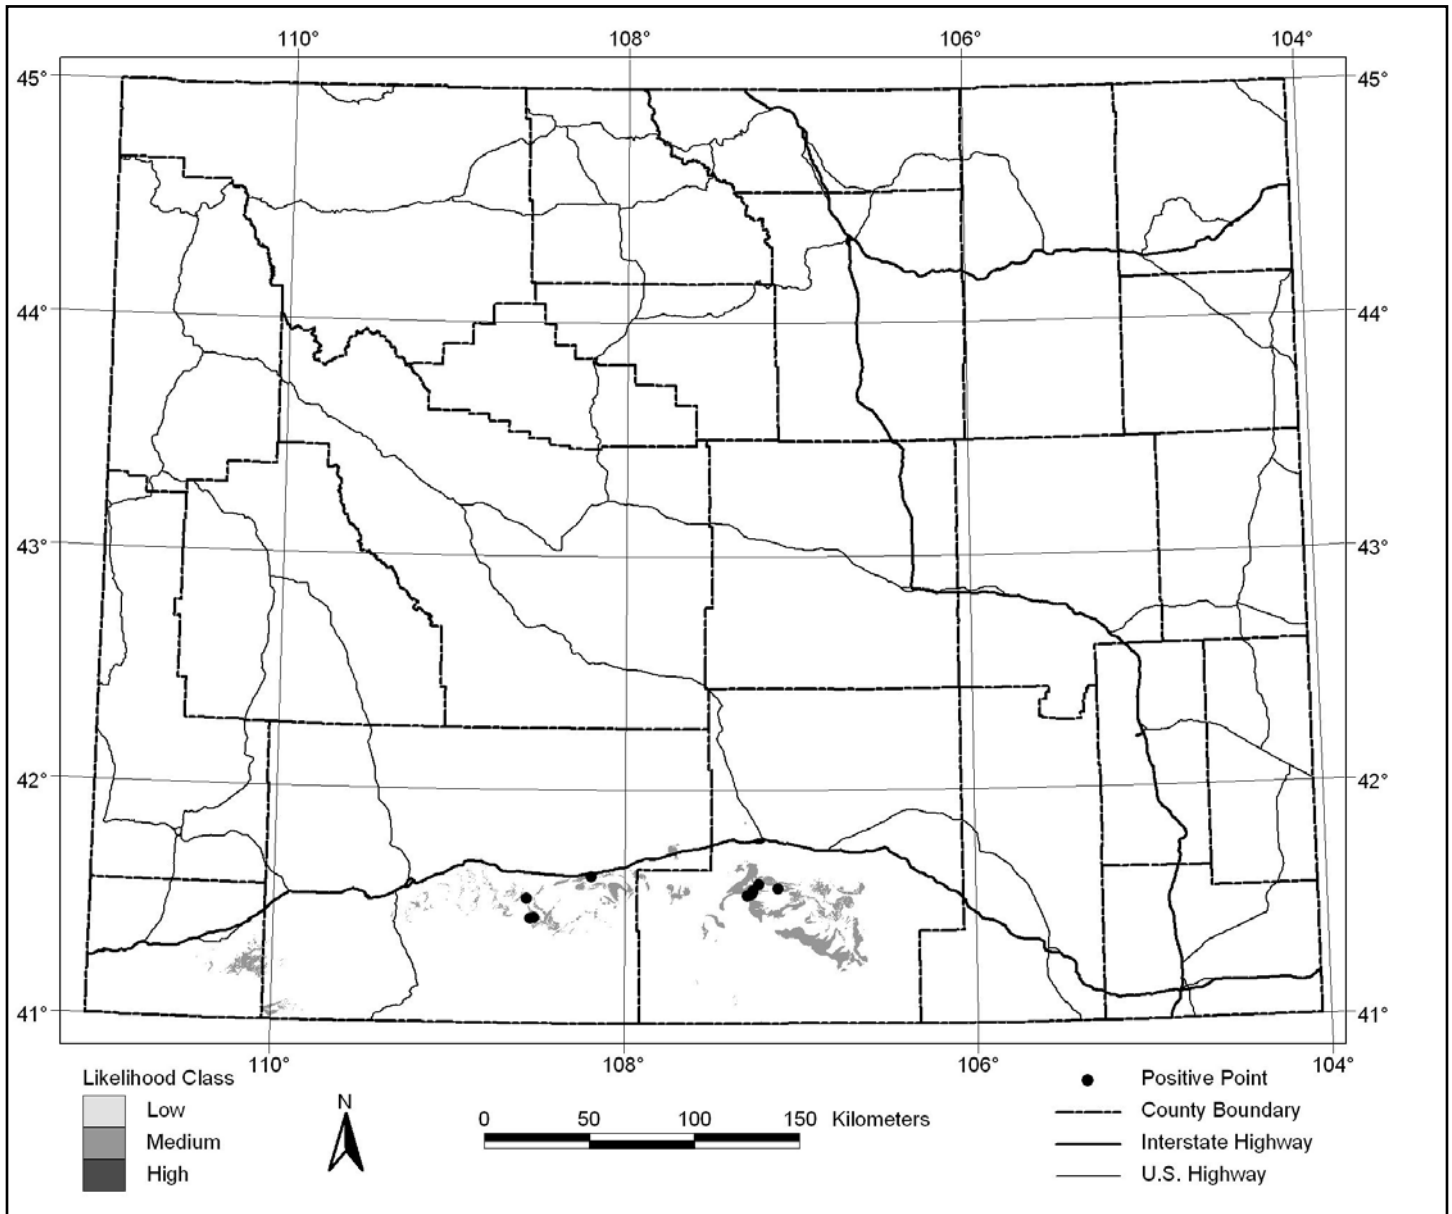 110° 108° 106° 104°
45° 45°
44° 44°
43° 43°
42° 42°
41° 41°
110° 108° 106° 104°
Likelihood Class
Low
Medium
High
N
0 50 100 150 Kilometers
Positive Point
County Boundary
Interstate Highway
U.S. Highway